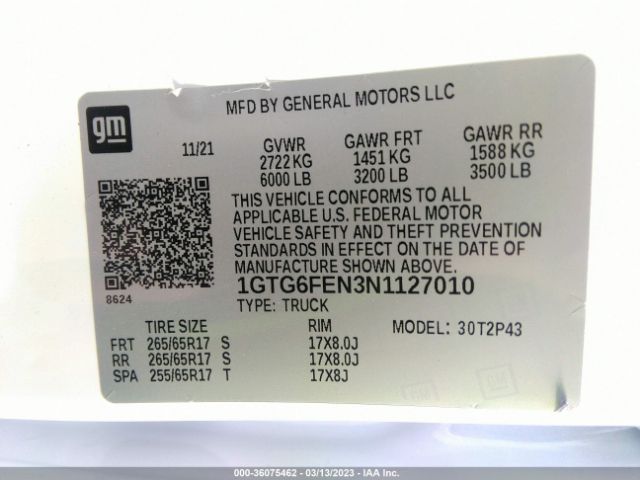 gm
MFD BY GENERAL MOTORS LLC
11/21
GVWR GAWR FRT GAWR RR
2722 KG 1451 KG 1588 KG
6000 LB 3200 LB 3500 LB
THIS VEHICLE CONFORMS TO ALL
APPLICABLE U.S. FEDERAL MOTOR
VEHICLE SAFETY AND THEFT PREVENTION
STANDARDS IN EFFECT ON THE DATE OF
MANUFACTURE SHOWN ABOVE.
8624
1GTG6FEN3N1127010
TYPE: TRUCK
TIRE SIZE RIM MODEL: 30T2P43
FRT 265/65R17 S 17X8.0J
RR 265/65R17 S 17X8.0J
SPA 255/65R17 T 17X8J
gm
000-36075462 - 03/13/2023 - IAA Inc.